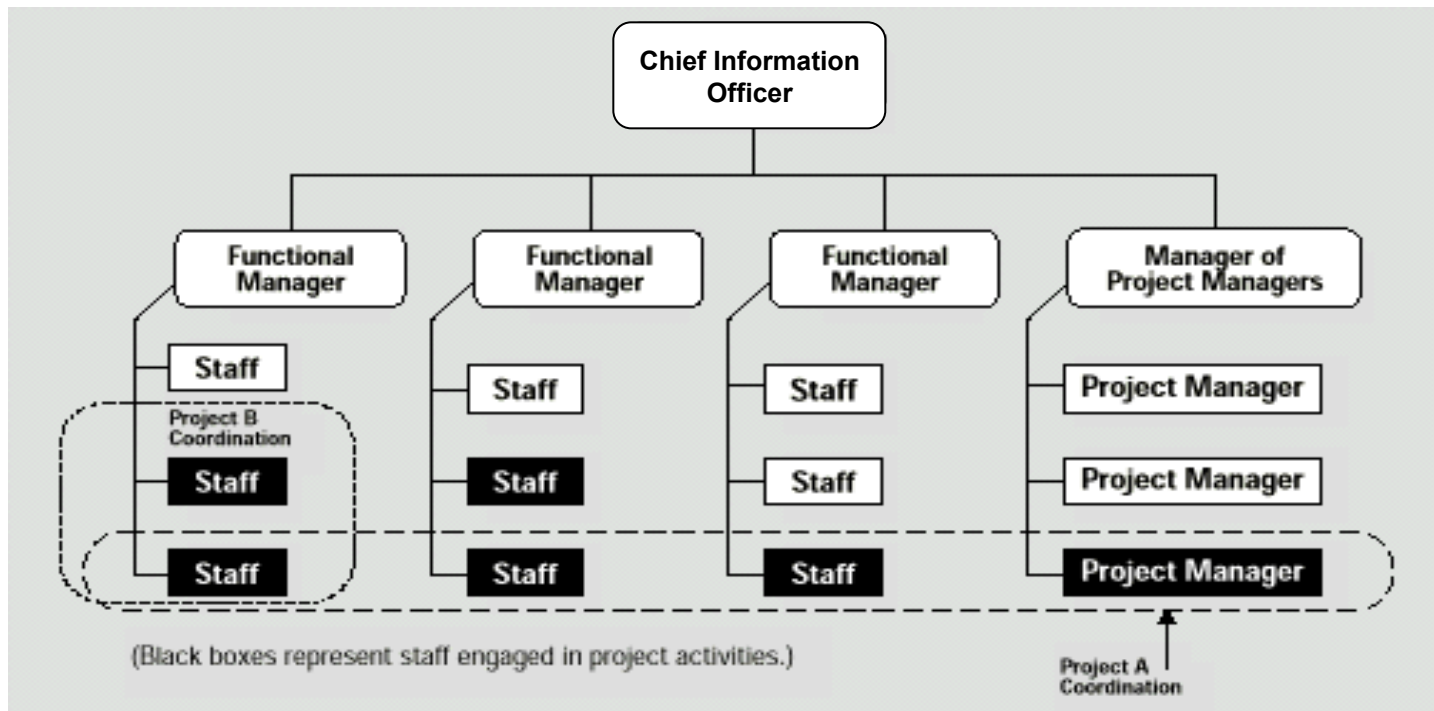 Chief Information
Officer
Functional
Manager
Functional
Manager
Functional
Manager
Manager of
Project Managers
Staff
Staff
Staff
Project Manager
Project B
Coordination
Staff
Staff
Staff
Project Manager
Staff
Staff
Staff
Project Manager
(Black boxes represent staff engaged in project activities.)
Project A
Coordination